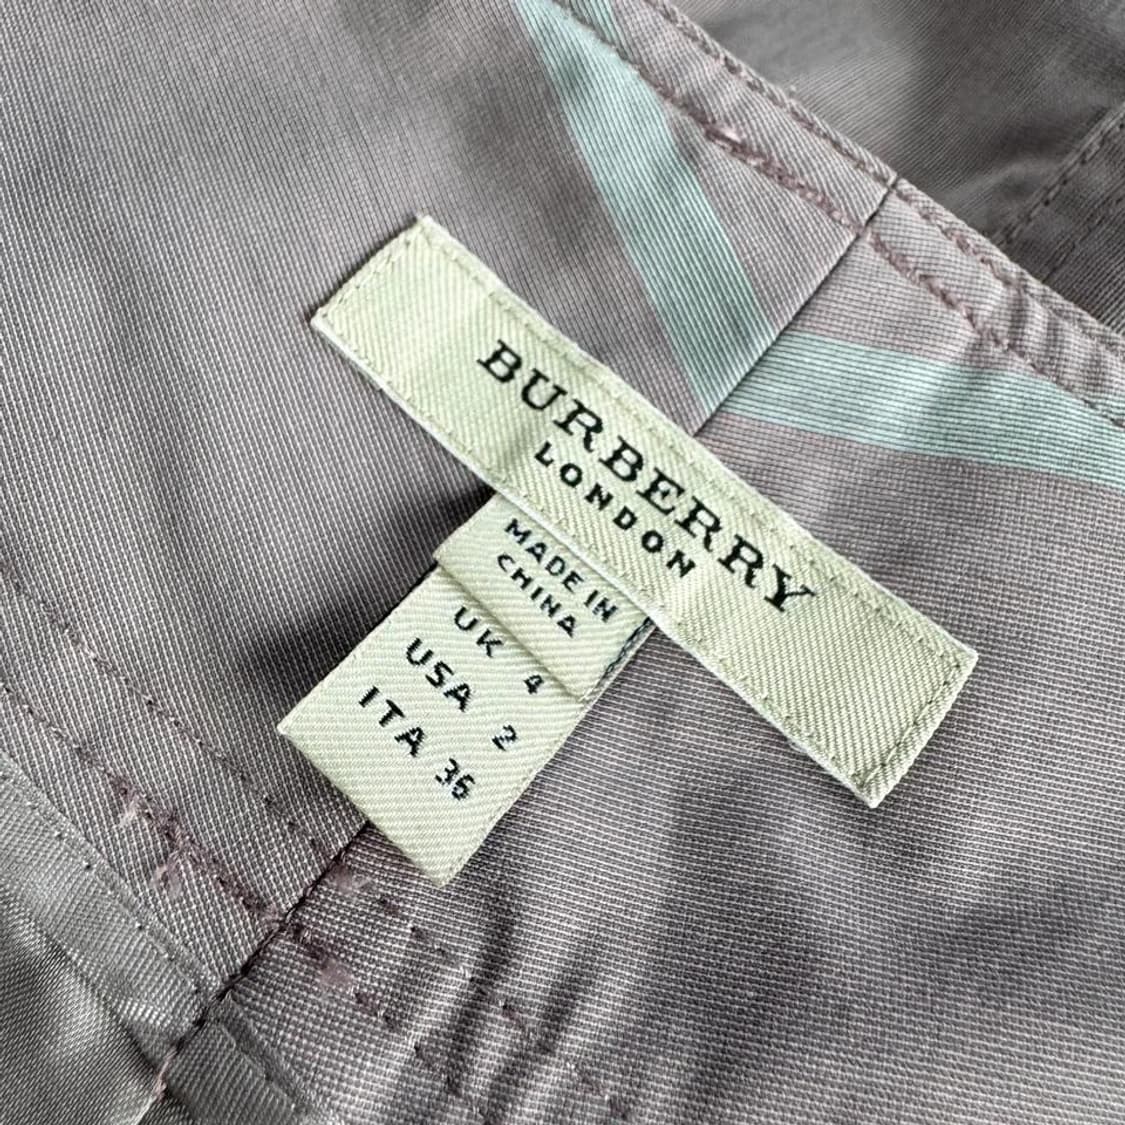 BURBERRY
LONDON
MADE IN
CHINA
UK 4
USA 2
ITA 36